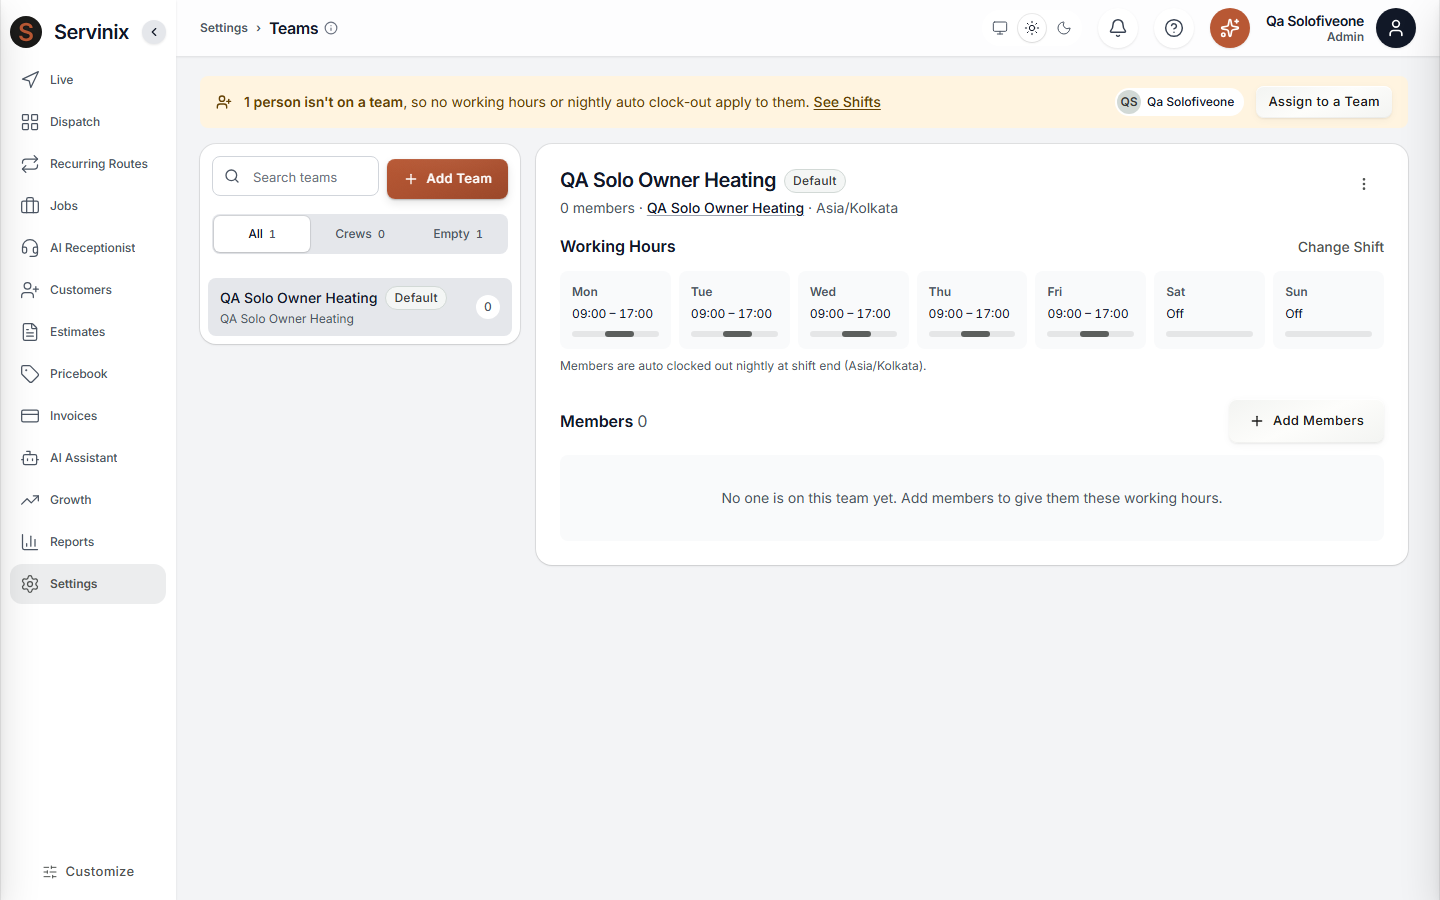 S Servinix
Live
Dispatch
Recurring Routes
Jobs
AI Receptionist
Customers
Estimates
Pricebook
Invoices
AI Assistant
Growth
Reports
Settings
Customize
Settings › Teams
Qa Solofiveone
Admin
1 person isn't on a team, so no working hours or nightly auto clock-out apply to them. See Shifts
QS Qa Solofiveone
Assign to a Team
Search teams
+ Add Team
All 1
Crews 0
Empty 1
QA Solo Owner Heating Default
QA Solo Owner Heating
0
QA Solo Owner Heating Default
0 members · QA Solo Owner Heating · Asia/Kolkata
Working Hours
Change Shift
Mon
09:00 – 17:00
Tue
09:00 – 17:00
Wed
09:00 – 17:00
Thu
09:00 – 17:00
Fri
09:00 – 17:00
Sat
Off
Sun
Off
Members are auto clocked out nightly at shift end (Asia/Kolkata).
Members 0
+ Add Members
No one is on this team yet. Add members to give them these working hours.